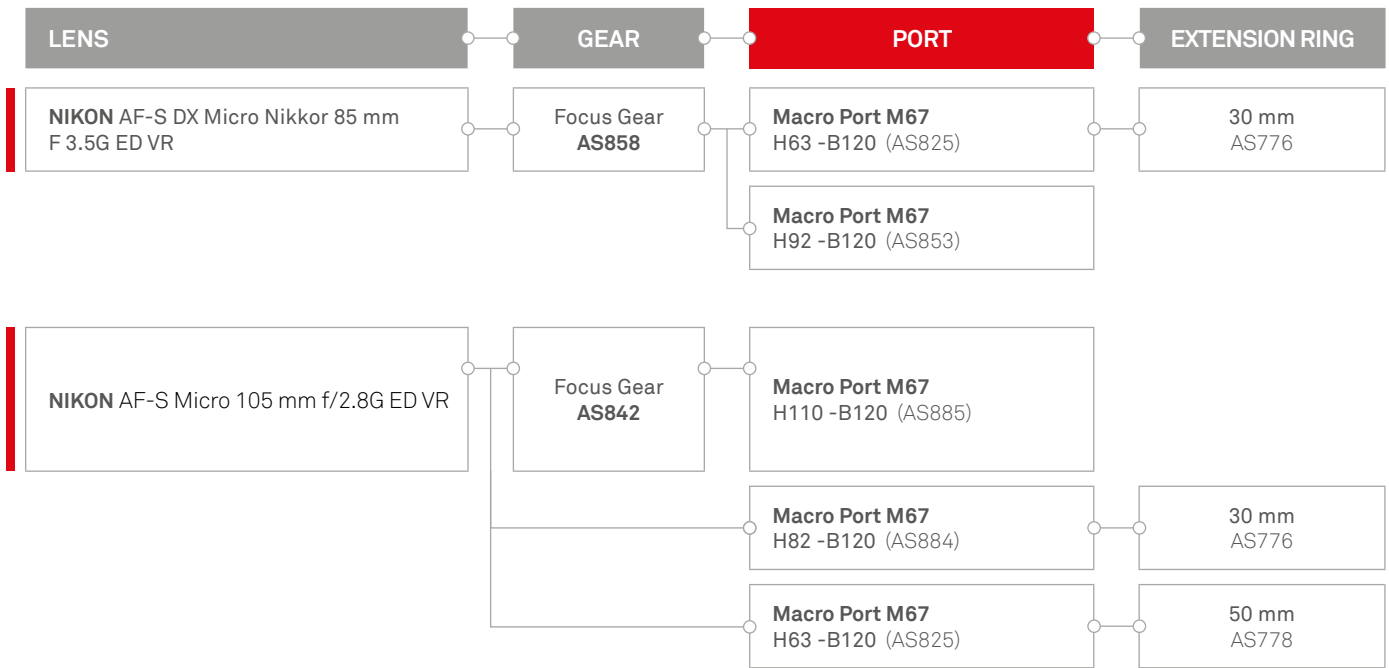 LENS
GEAR
PORT
EXTENSION RING
NIKON AF-S DX Micro Nikkor 85 mm
F 3.5G ED VR
Focus Gear
AS858
Macro Port M67
H63 -B120 (AS825)
30 mm
AS776
Macro Port M67
H92 -B120 (AS853)
NIKON AF-S Micro 105 mm f/2.8G ED VR
Focus Gear
AS842
Macro Port M67
H110 -B120 (AS885)
Macro Port M67
H82 -B120 (AS884)
30 mm
AS776
Macro Port M67
H63 -B120 (AS825)
50 mm
AS778